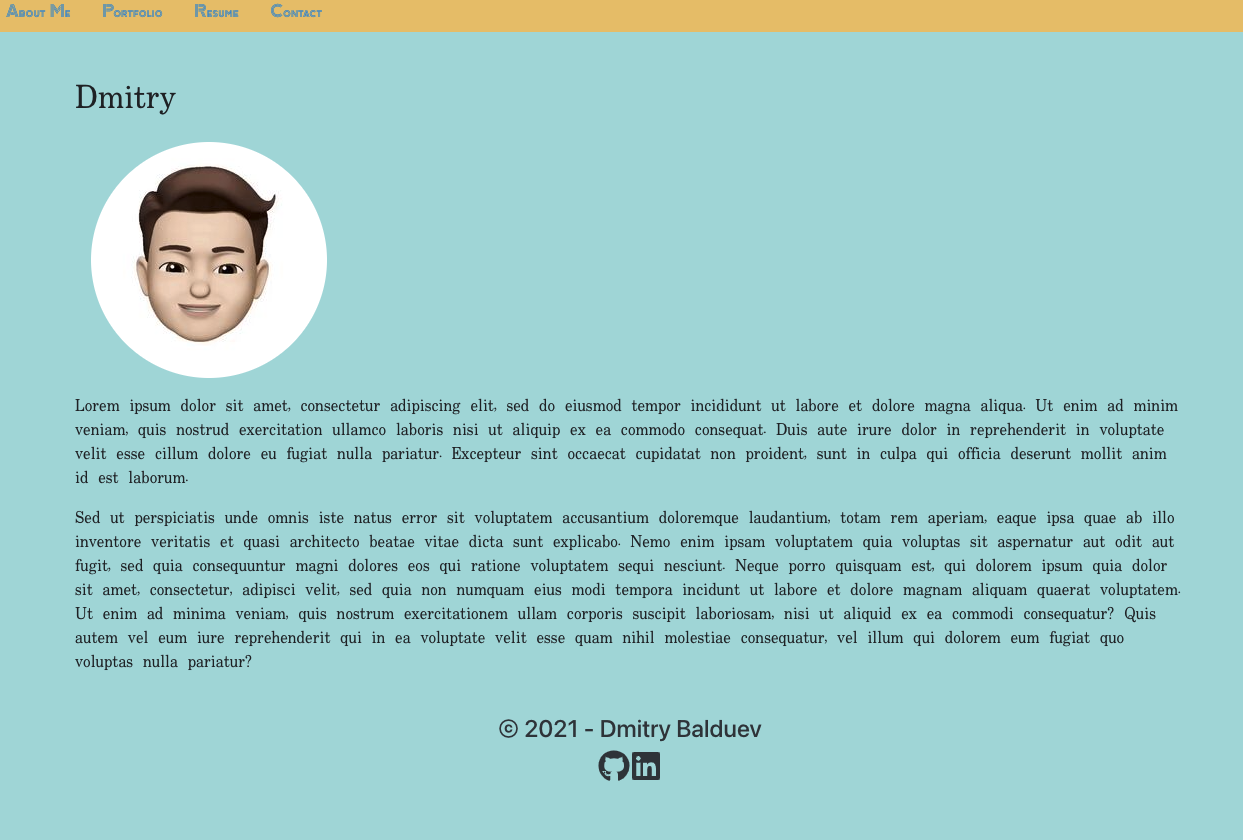 About Me Portfolio Resume Contact
Dmitry
Lorem ipsum dolor sit amet, consectetur adipiscing elit, sed do eiusmod tempor incididunt ut labore et dolore magna aliqua. Ut enim ad minim
veniam, quis nostrud exercitation ullamco laboris nisi ut aliquip ex ea commodo consequat. Duis aute irure dolor in reprehenderit in voluptate
velit esse cillum dolore eu fugiat nulla pariatur. Excepteur sint occaecat cupidatat non proident, sunt in culpa qui officia deserunt mollit anim
id est laborum.
Sed ut perspiciatis unde omnis iste natus error sit voluptatem accusantium doloremque laudantium, totam rem aperiam, eaque ipsa quae ab illo
inventore veritatis et quasi architecto beatae vitae dicta sunt explicabo. Nemo enim ipsam voluptatem quia voluptas sit aspernatur aut odit aut
fugit, sed quia consequuntur magni dolores eos qui ratione voluptatem sequi nesciunt. Neque porro quisquam est, qui dolorem ipsum quia dolor
sit amet, consectetur, adipisci velit, sed quia non numquam eius modi tempora incidunt ut labore et dolore magnam aliquam quaerat voluptatem.
Ut enim ad minima veniam, quis nostrum exercitationem ullam corporis suscipit laboriosam, nisi ut aliquid ex ea commodi consequatur? Quis
autem vel eum iure reprehenderit qui in ea voluptate velit esse quam nihil molestiae consequatur, vel illum qui dolorem eum fugiat quo
voluptas nulla pariatur?
© 2021 - Dmitry Balduev
in